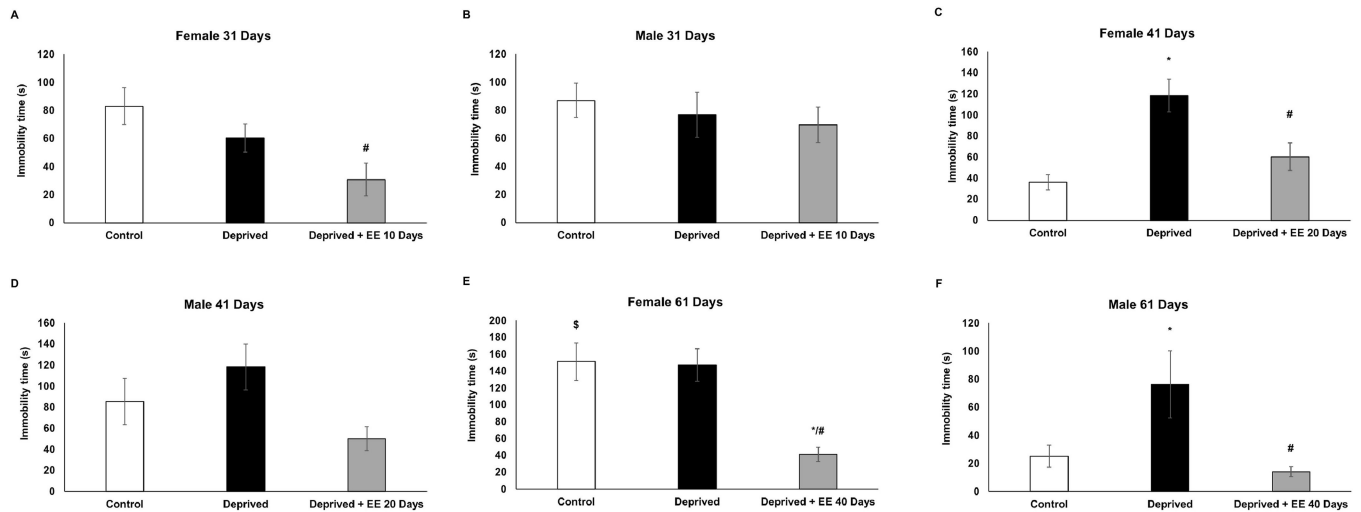 A
Female 31 Days
Immobility time (s)
120
100
80
60
40
20
0
Control Deprived Deprived + EE 10 Days
#
B
Male 31 Days
Immobility time (s)
120
100
80
60
40
20
0
Control Deprived Deprived + EE 10 Days
C
Female 41 Days
Immobility time (s)
160
140
120
100
80
60
40
20
0
*
#
Control Deprived Deprived + EE 20 Days
D
Male 41 Days
Immobility time (s)
160
140
120
100
80
60
40
20
0
Control Deprived Deprived + EE 20 Days
E
Female 61 Days
Immobility time (s)
200
180
160
140
120
100
80
60
40
20
0
$
*/#
Control Deprived Deprived + EE 40 Days
F
Male 61 Days
Immobility time (s)
120
100
80
60
40
20
0
*
#
Control Deprived Deprived + EE 40 Days